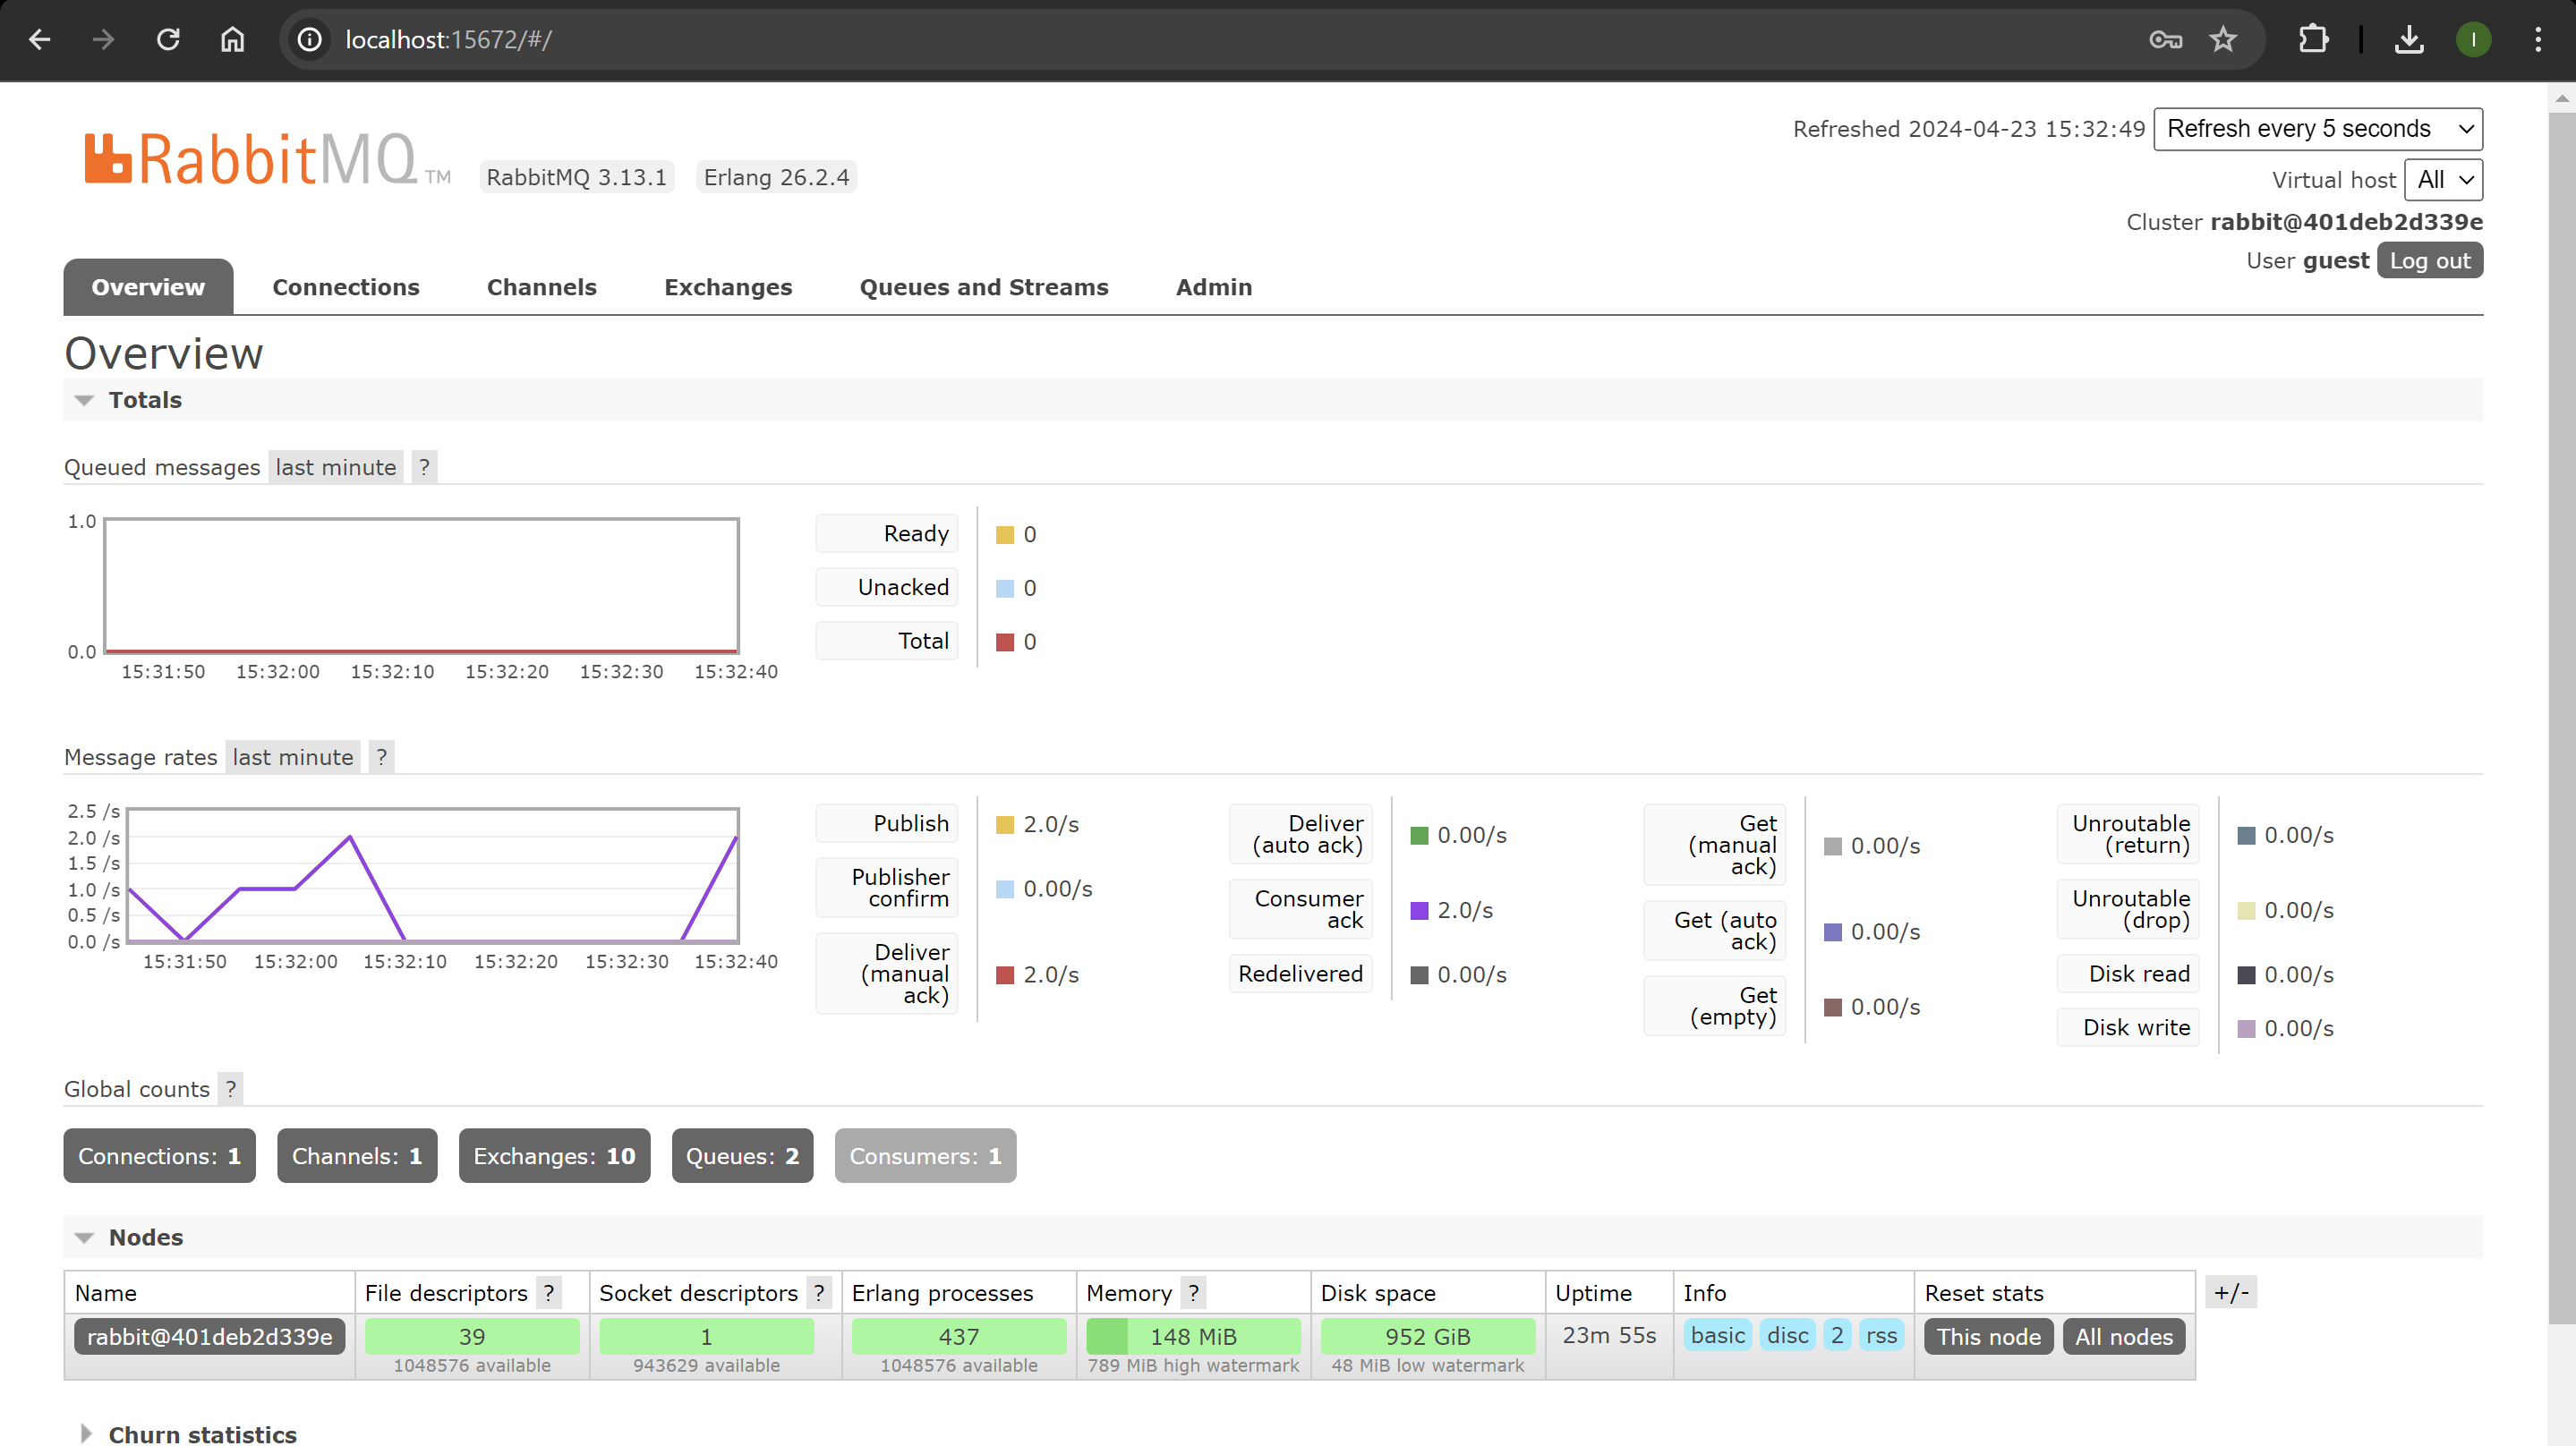 localhost:15672/#/
I
RabbitMQ TM
RabbitMQ 3.13.1 Erlang 26.2.4
Refreshed 2024-04-23 15:32:49 Refresh every 5 seconds
Virtual host All
Cluster rabbit@401deb2d339e
User guest Log out
Overview Connections Channels Exchanges Queues and Streams Admin
Overview
Totals
Queued messages last minute ?
1.0
0.0
15:31:50 15:32:00 15:32:10 15:32:20 15:32:30 15:32:40
Ready 0
Unacked 0
Total 0
Message rates last minute ?
2.5 /s
2.0 /s
1.5 /s
1.0 /s
0.5 /s
0.0 /s
15:31:50 15:32:00 15:32:10 15:32:20 15:32:30 15:32:40
Publish 2.0/s
Publisher
confirm 0.00/s
Deliver
(manual 2.0/s
ack)
Deliver
(auto ack) 0.00/s
Consumer
ack 2.0/s
Redelivered 0.00/s
Get
(manual 0.00/s
ack)
Get (auto
ack) 0.00/s
Get
(empty) 0.00/s
Unroutable
(return) 0.00/s
Unroutable
(drop) 0.00/s
Disk read 0.00/s
Disk write 0.00/s
Global counts ?
Connections: 1 Channels: 1 Exchanges: 10 Queues: 2 Consumers: 1
Nodes
Name File descriptors ? Socket descriptors ? Erlang processes Memory ? Disk space Uptime Info Reset stats +/-
rabbit@401deb2d339e 39 1 437 148 MiB 952 GiB 23m 55s basic disc 2 rss This node All nodes
1048576 available 943629 available 1048576 available 789 MiB high watermark 48 MiB low watermark
Churn statistics